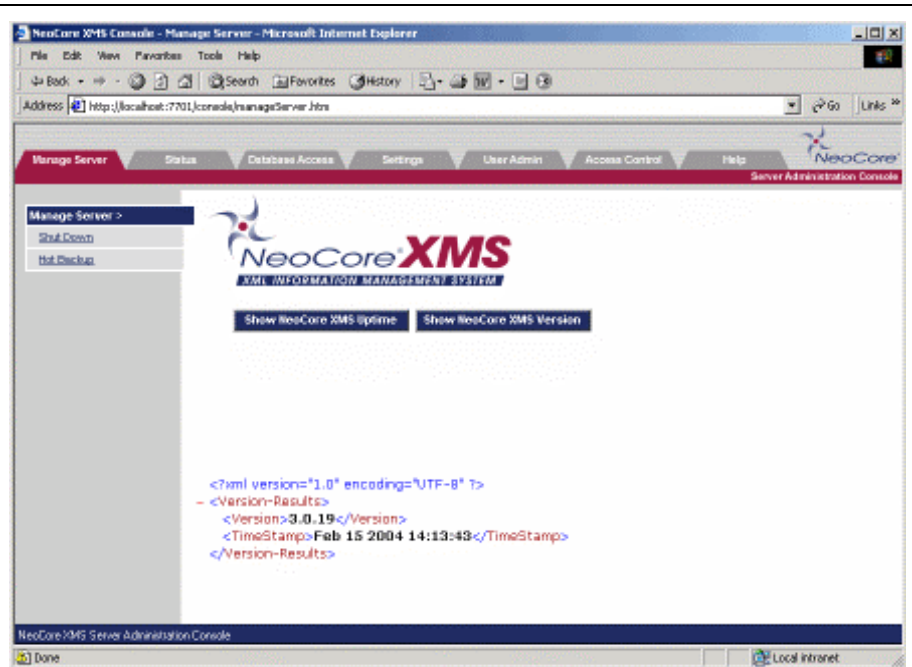 NeoCore XMS Console - Manage Server - Microsoft Internet Explorer
File Edit View Favorites Tools Help
Back Search Favorites History
Address http://localhost:7701/console/manageServer.htm Go Links »
Manage Server Status Database Access Settings User Admin Access Control Help NeoCore
Server Administration Console
Manage Server >
Shut Down
Hot Backup
NeoCore XMS
XML INFORMATION MANAGEMENT SYSTEM
Show NeoCore XMS Uptime Show NeoCore XMS Version
<?xml version="1.0" encoding="UTF-8" ?>
- <Version-Results>
<Version>3.0.19</Version>
<TimeStamp>Feb 15 2004 14:13:43</TimeStamp>
</Version-Results>
NeoCore XMS Server Administration Console
Done Local intranet